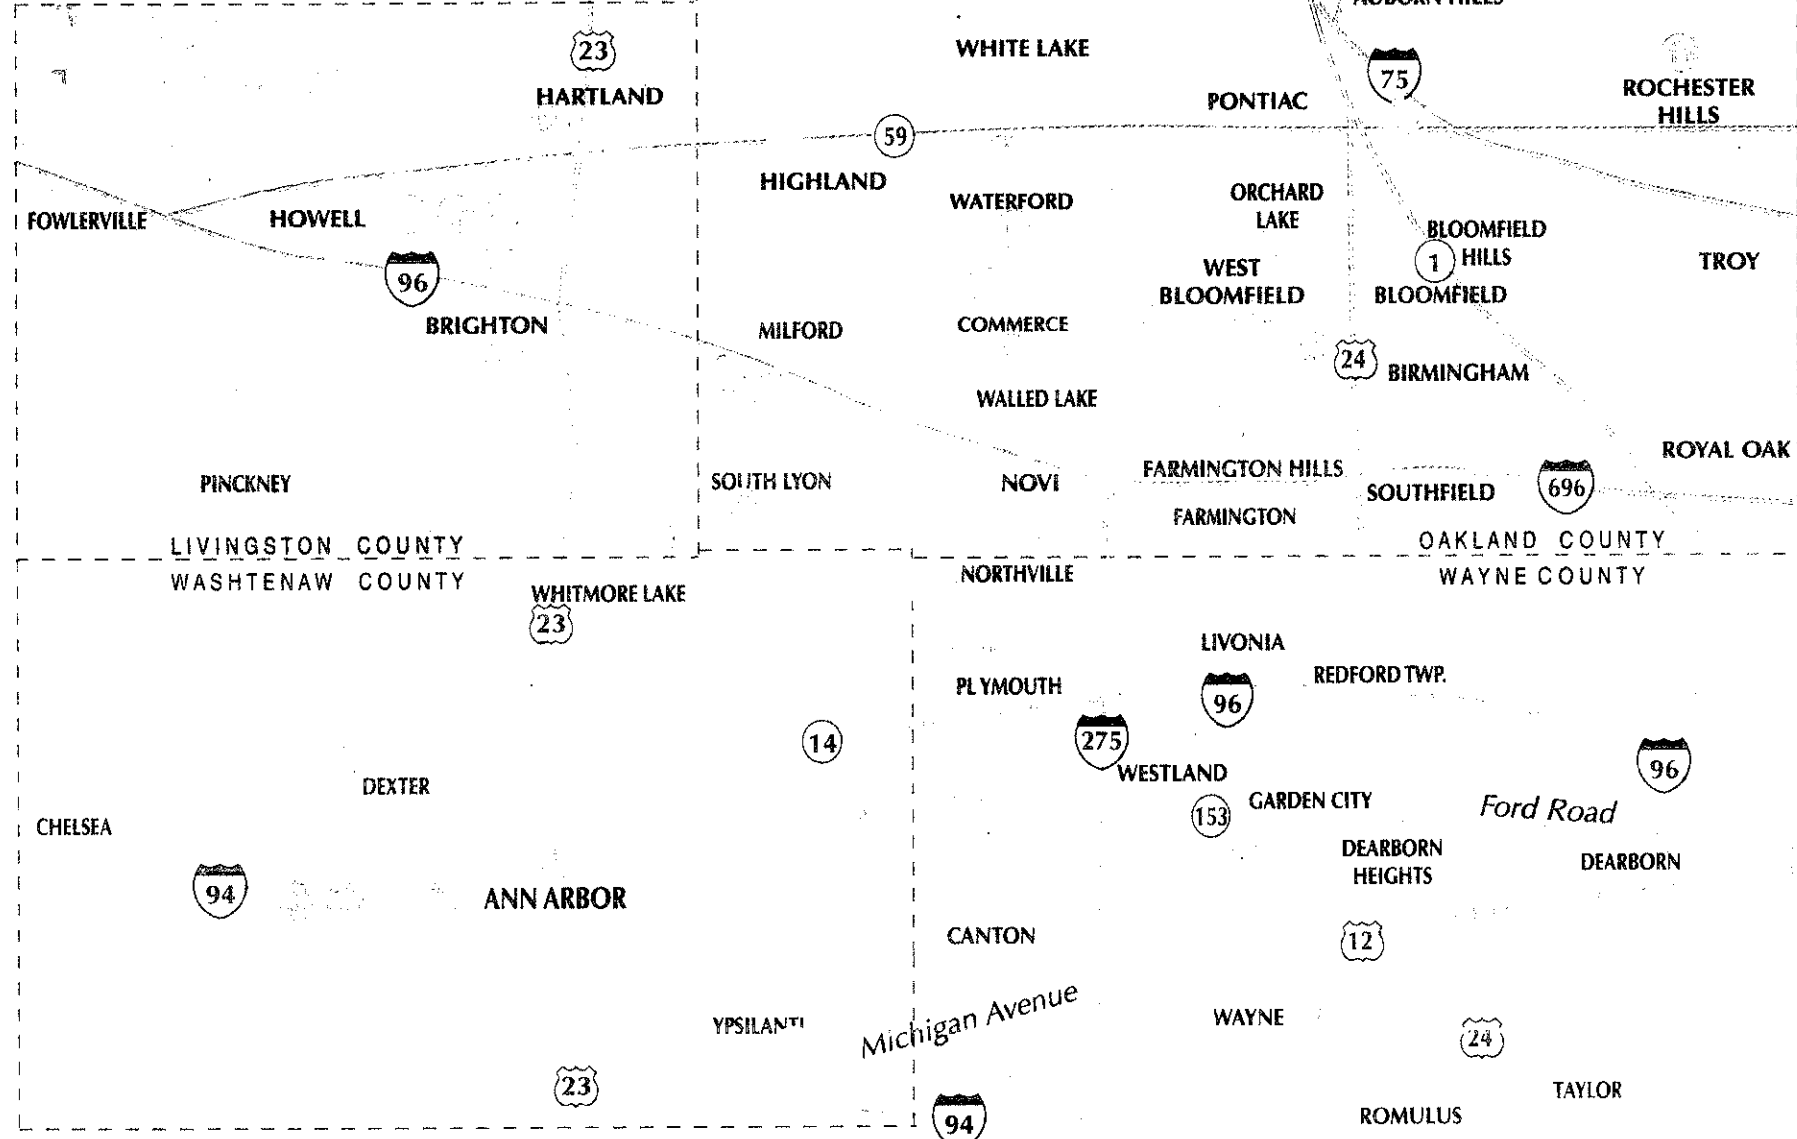 AUBURN HILLS
23
WHITE LAKE
75
HARTLAND
PONTIAC
ROCHESTER
HILLS
59
HIGHLAND
WATERFORD
ORCHARD
LAKE
FOWLERVILLE
HOWELL
BLOOMFIELD
HILLS
1
TROY
96
WEST
BLOOMFIELD
BLOOMFIELD
BRIGHTON
MILFORD
COMMERCE
24
BIRMINGHAM
WALLED LAKE
ROYAL OAK
PINCKNEY
SOUTH LYON
NOVI
FARMINGTON HILLS
SOUTHFIELD
696
FARMINGTON
LIVINGSTON COUNTY
OAKLAND COUNTY
WASHTENAW COUNTY
WAYNE COUNTY
WHITMORE LAKE
NORTHVILLE
23
LIVONIA
PLYMOUTH
96
REDFORD TWP.
14
275
WESTLAND
96
DEXTER
153
GARDEN CITY
Ford Road
CHELSEA
DEARBORN
HEIGHTS
DEARBORN
94
ANN ARBOR
CANTON
12
YPSILANTI
Michigan Avenue
WAYNE
24
23
TAYLOR
94
ROMULUS